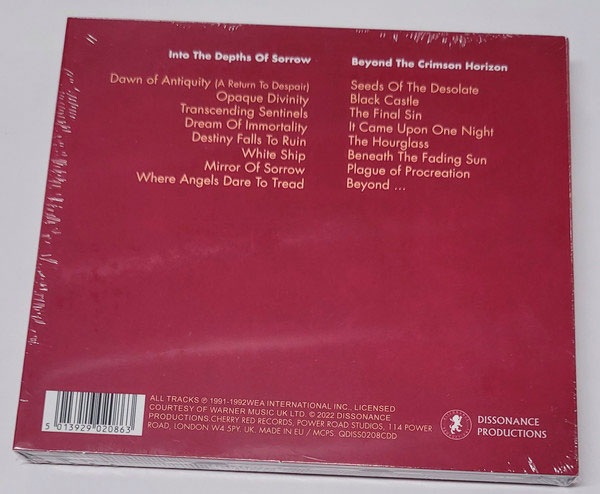 Into The Depths Of Sorrow
Dawn of Antiquity (A Return To Despair)
Opaque Divinity
Transcending Sentinels
Dream Of Immortality
Destiny Falls To Ruin
White Ship
Mirror Of Sorrow
Where Angels Dare To Tread
Beyond The Crimson Horizon
Seeds Of The Desolate
Black Castle
The Final Sin
It Came Upon One Night
The Hourglass
Beneath The Fading Sun
Plague of Procreation
Beyond ...
5 013929 020863
ALL TRACKS ℗ 1991-1992WEA INTERNATIONAL INC., LICENSED
COURTESY OF WARNER MUSIC UK LTD. © 2022 DISSONANCE
PRODUCTIONS.CHERRY RED RECORDS, POWER ROAD STUDIOS, 114 POWER
ROAD, LONDON W4 5PY. UK. MADE IN EU / MCPS. QDISS0208CDD
DISSONANCE
PRODUCTIONS